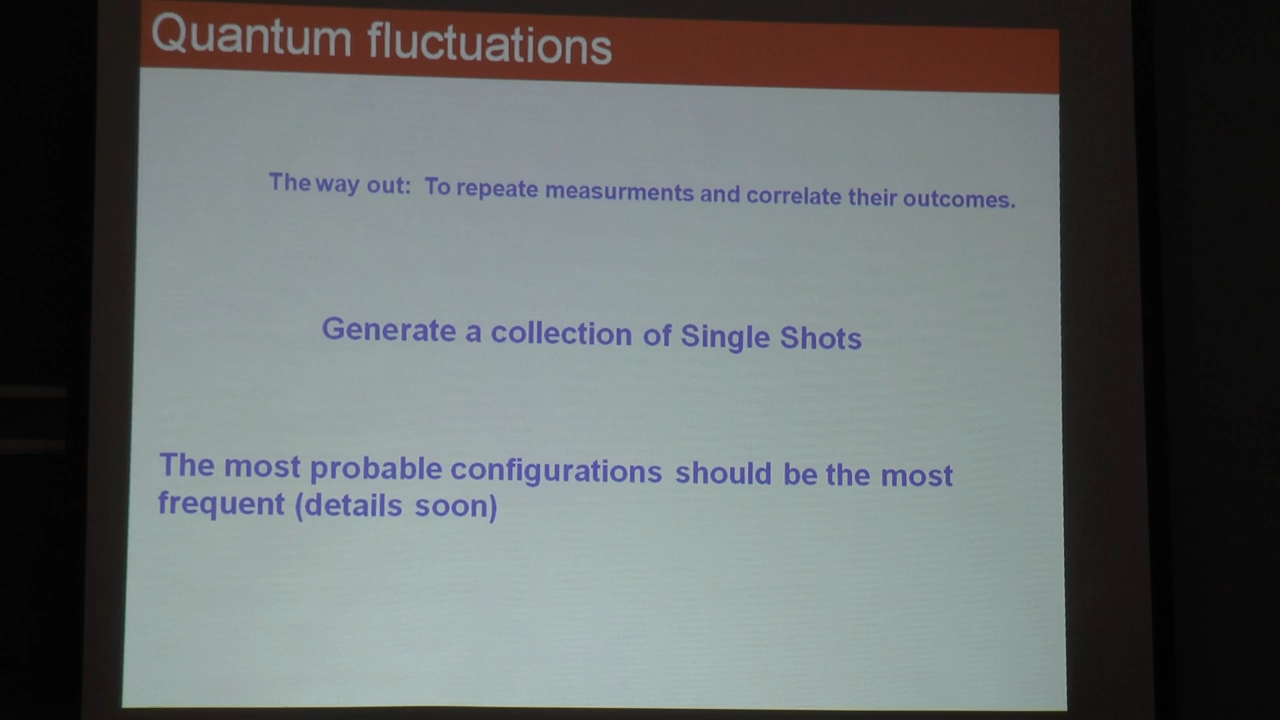 Quantum fluctuations
The way out: To repeate measurments and correlate their outcomes.
Generate a collection of Single Shots
The most probable configurations should be the most
frequent (details soon)